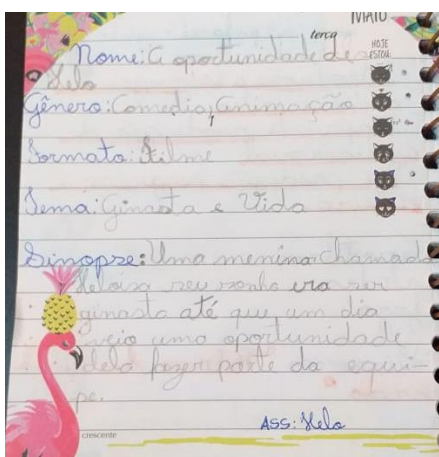 MAIO
terça
HOJE
ESTOU:
Nome: A oportunidade de
Helo
Gênero: Comedia, Animação
Formato: Filme
Tema: Ginasta e Vida
Sinopze: Uma menina chamada
Heloisa seu sonho era ser
ginasta até que um dia
veio uma oportunidade
dela fazer parte da equi-
pe.
Ass: Helo
crescente